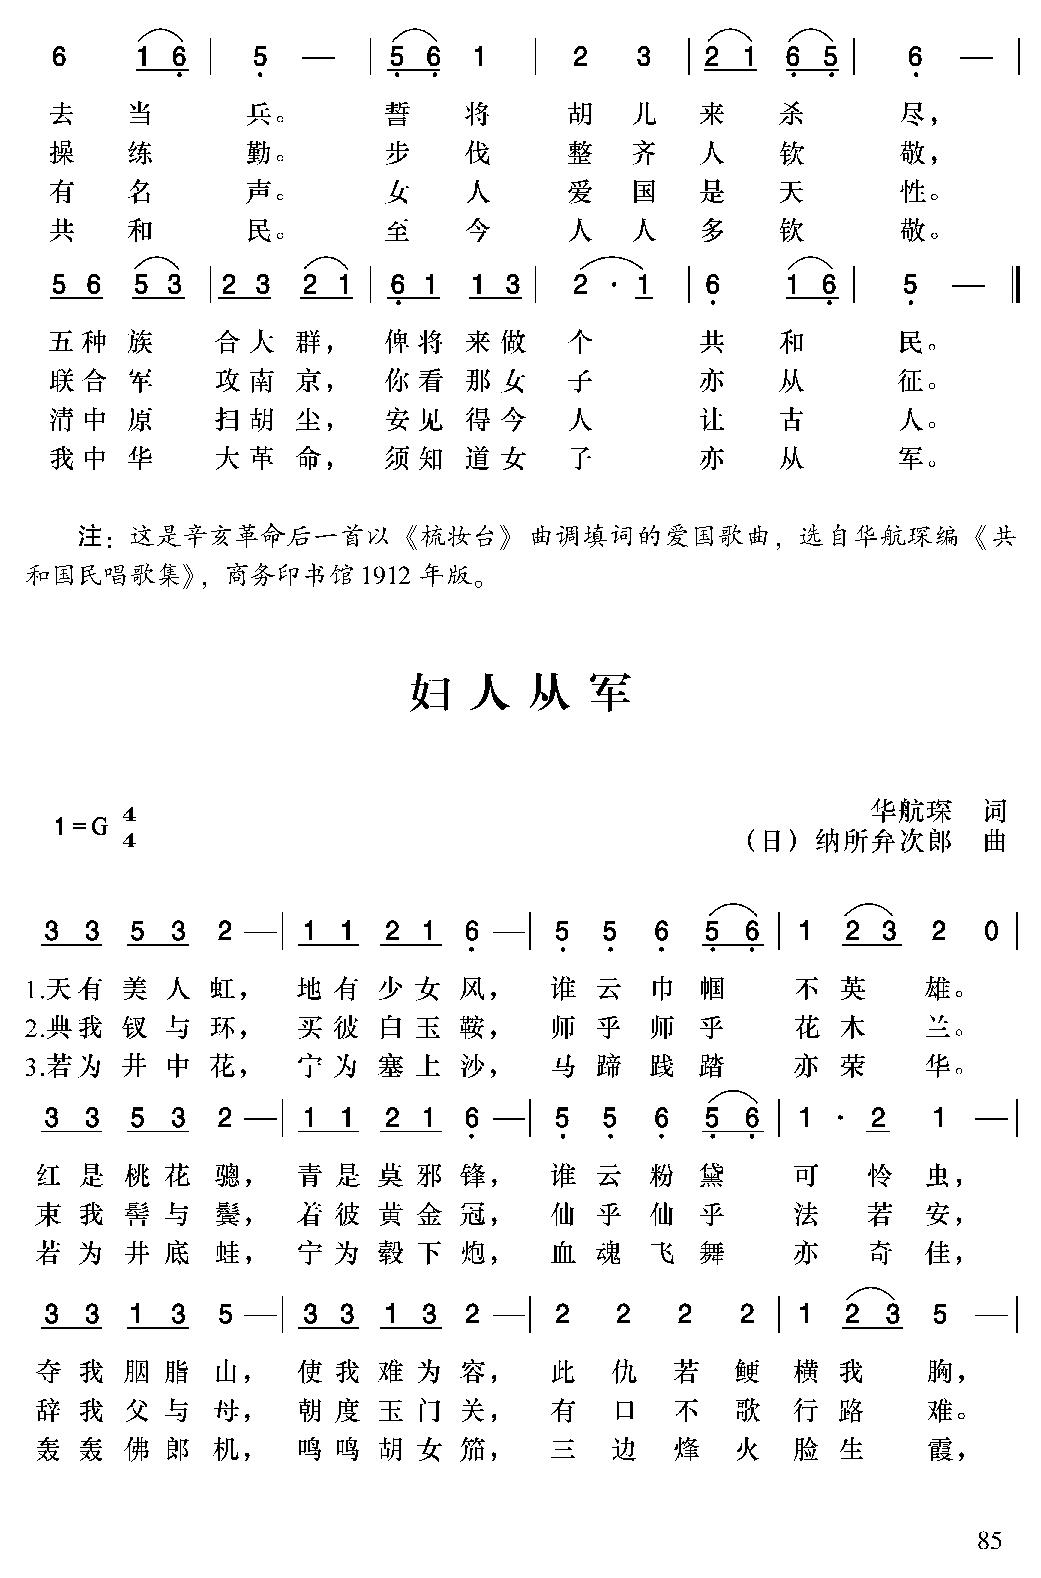 6 1 6 | 5 — | 5 6 1 | 2 3 | 2 1 6 5 | 6 — |
去 当 兵。 誓 将 胡 儿 来 杀 尽，
操 练 勤。 步 伐 整 齐 人 钦 敬，
有 名 声。 女 人 爱 国 是 天 性。
共 和 民。 至 今 人 人 多 钦 敬。
5 6 5 3 | 2 3 2 1 | 6 1 1 3 | 2 · 1 | 6 1 6 | 5 — ‖
五 种 族 合 大 群， 俾 将 来 做 个 共 和 民。
联 合 军 攻 南 京， 你 看 那 女 子 亦 从 征。
清 中 原 扫 胡 尘， 安 见 得 今 人 让 古 人。
我 中 华 大 革 命， 须 知 道 女 子 亦 从 军。
注：这是辛亥革命后一首以《梳妆台》曲调填词的爱国歌曲，选自华航琛编《共
和国民唱歌集》，商务印书馆 1912 年版。
妇 人 从 军
1=G 4/4
华航琛 词
（日）纳所弁次郎 曲
3 3 5 3 2 — | 1 1 2 1 6 — | 5 5 6 5 6 | 1 2 3 2 0 |
1.天 有 美 人 虹， 地 有 少 女 风， 谁 云 巾 帼 不 英 雄。
2.典 我 钗 与 环， 买 彼 白 玉 鞍， 师 乎 师 乎 花 木 兰。
3.若 为 井 中 花， 宁 为 塞 上 沙， 马 蹄 践 踏 亦 荣 华。
3 3 5 3 2 — | 1 1 2 1 6 — | 5 5 6 5 6 | 1 · 2 1 — |
红 是 桃 花 骢， 青 是 莫 邪 锋， 谁 云 粉 黛 可 怜 虫，
束 我 髻 与 鬓， 着 彼 黄 金 冠， 仙 乎 仙 乎 法 若 安，
若 为 井 底 蛙， 宁 为 毂 下 炮， 血 魂 飞 舞 亦 奇 佳，
3 3 1 3 5 — | 3 3 1 3 2 — | 2 2 2 2 | 1 2 3 5 — |
夺 我 胭 脂 山， 使 我 难 为 容， 此 仇 若 鲠 横 我 胸，
辞 我 父 与 母， 朝 度 玉 门 关， 有 口 不 歌 行 路 难。
轰 轰 佛 郎 机， 鸣 鸣 胡 女 笳， 三 边 烽 火 脸 生 霞，
85